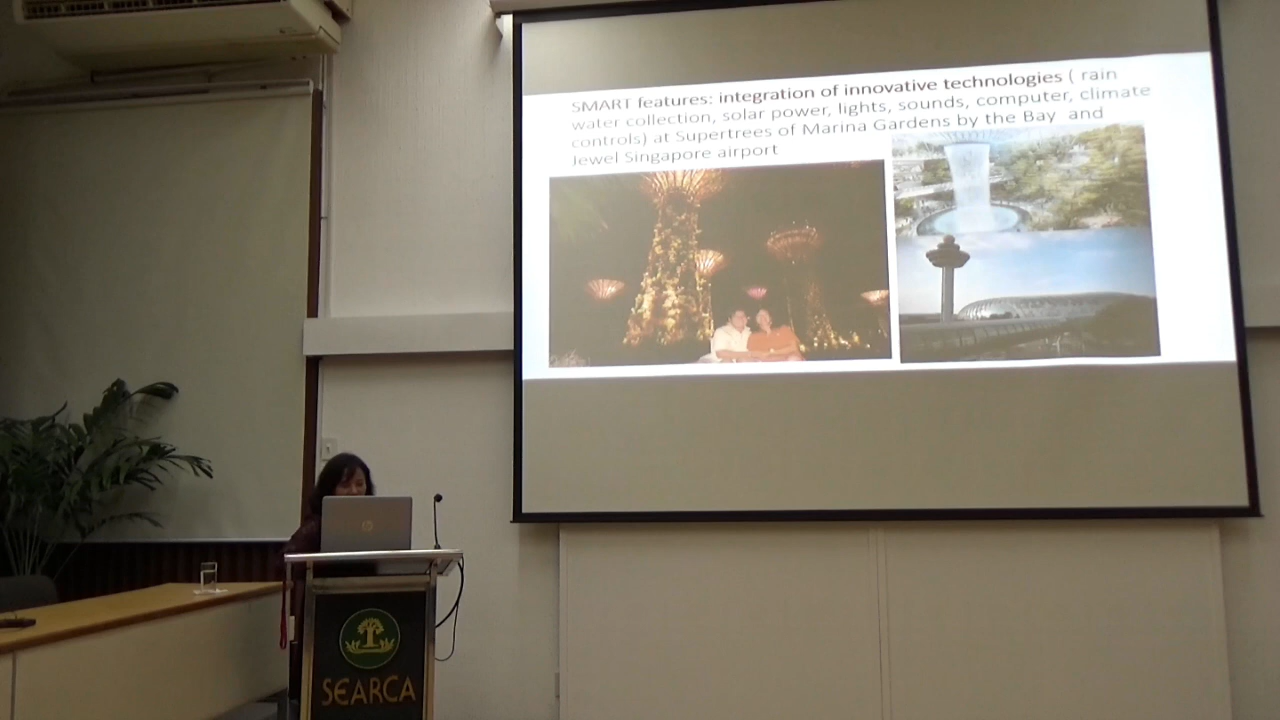 SMART features: integration of innovative technologies ( rain
water collection, solar power, lights, sounds, computer, climate
controls) at Supertrees of Marina Gardens by the Bay and
Jewel Singapore airport
hp
SEARCA